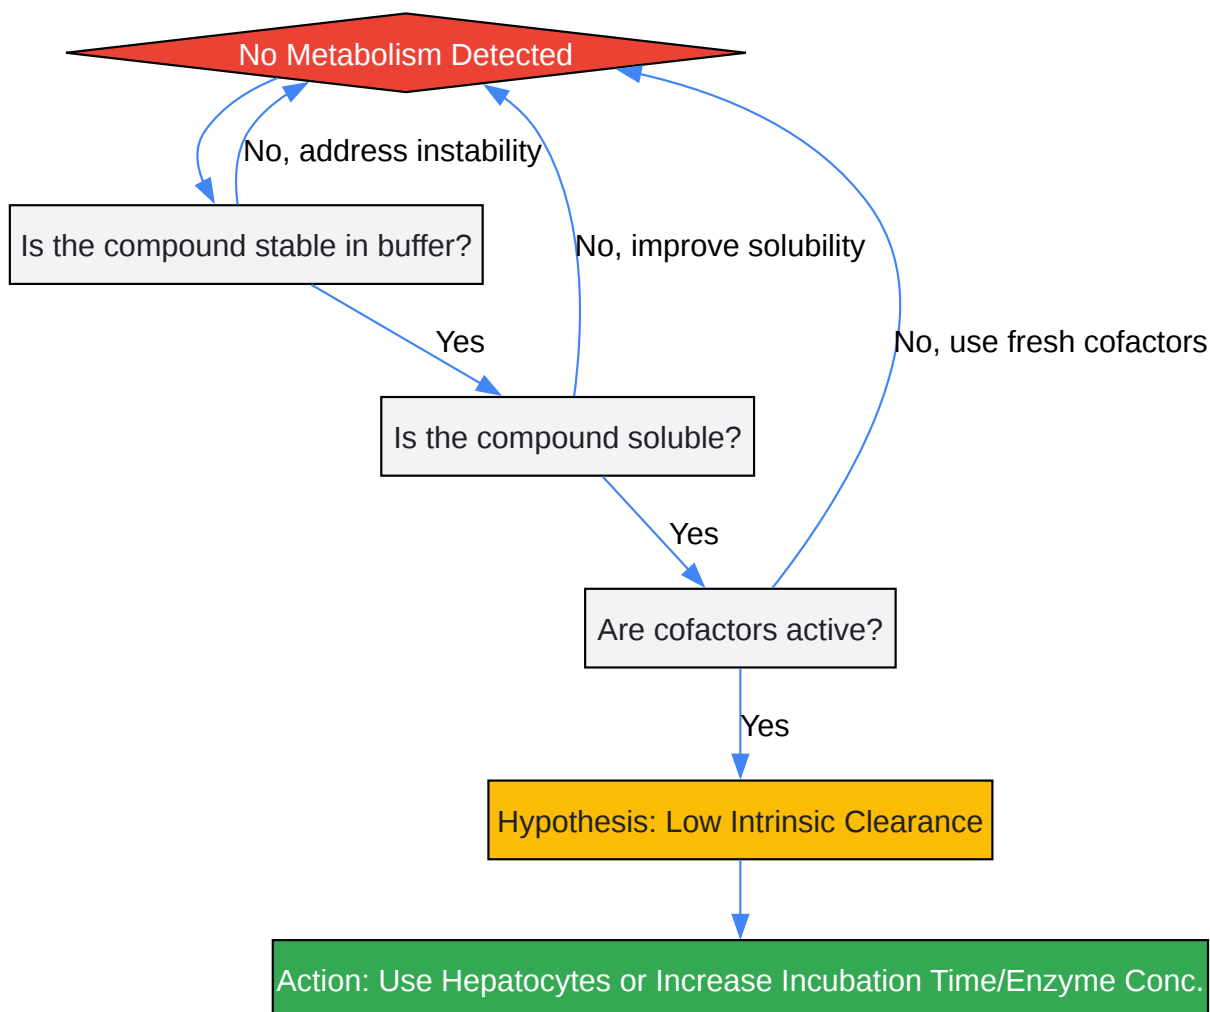 No Metabolism Detected
No, address instability
Is the compound stable in buffer?
No, improve solubility
Yes
No, use fresh cofactors
Is the compound soluble?
Yes
Are cofactors active?
Yes
Hypothesis: Low Intrinsic Clearance
Action: Use Hepatocytes or Increase Incubation Time/Enzyme Conc.